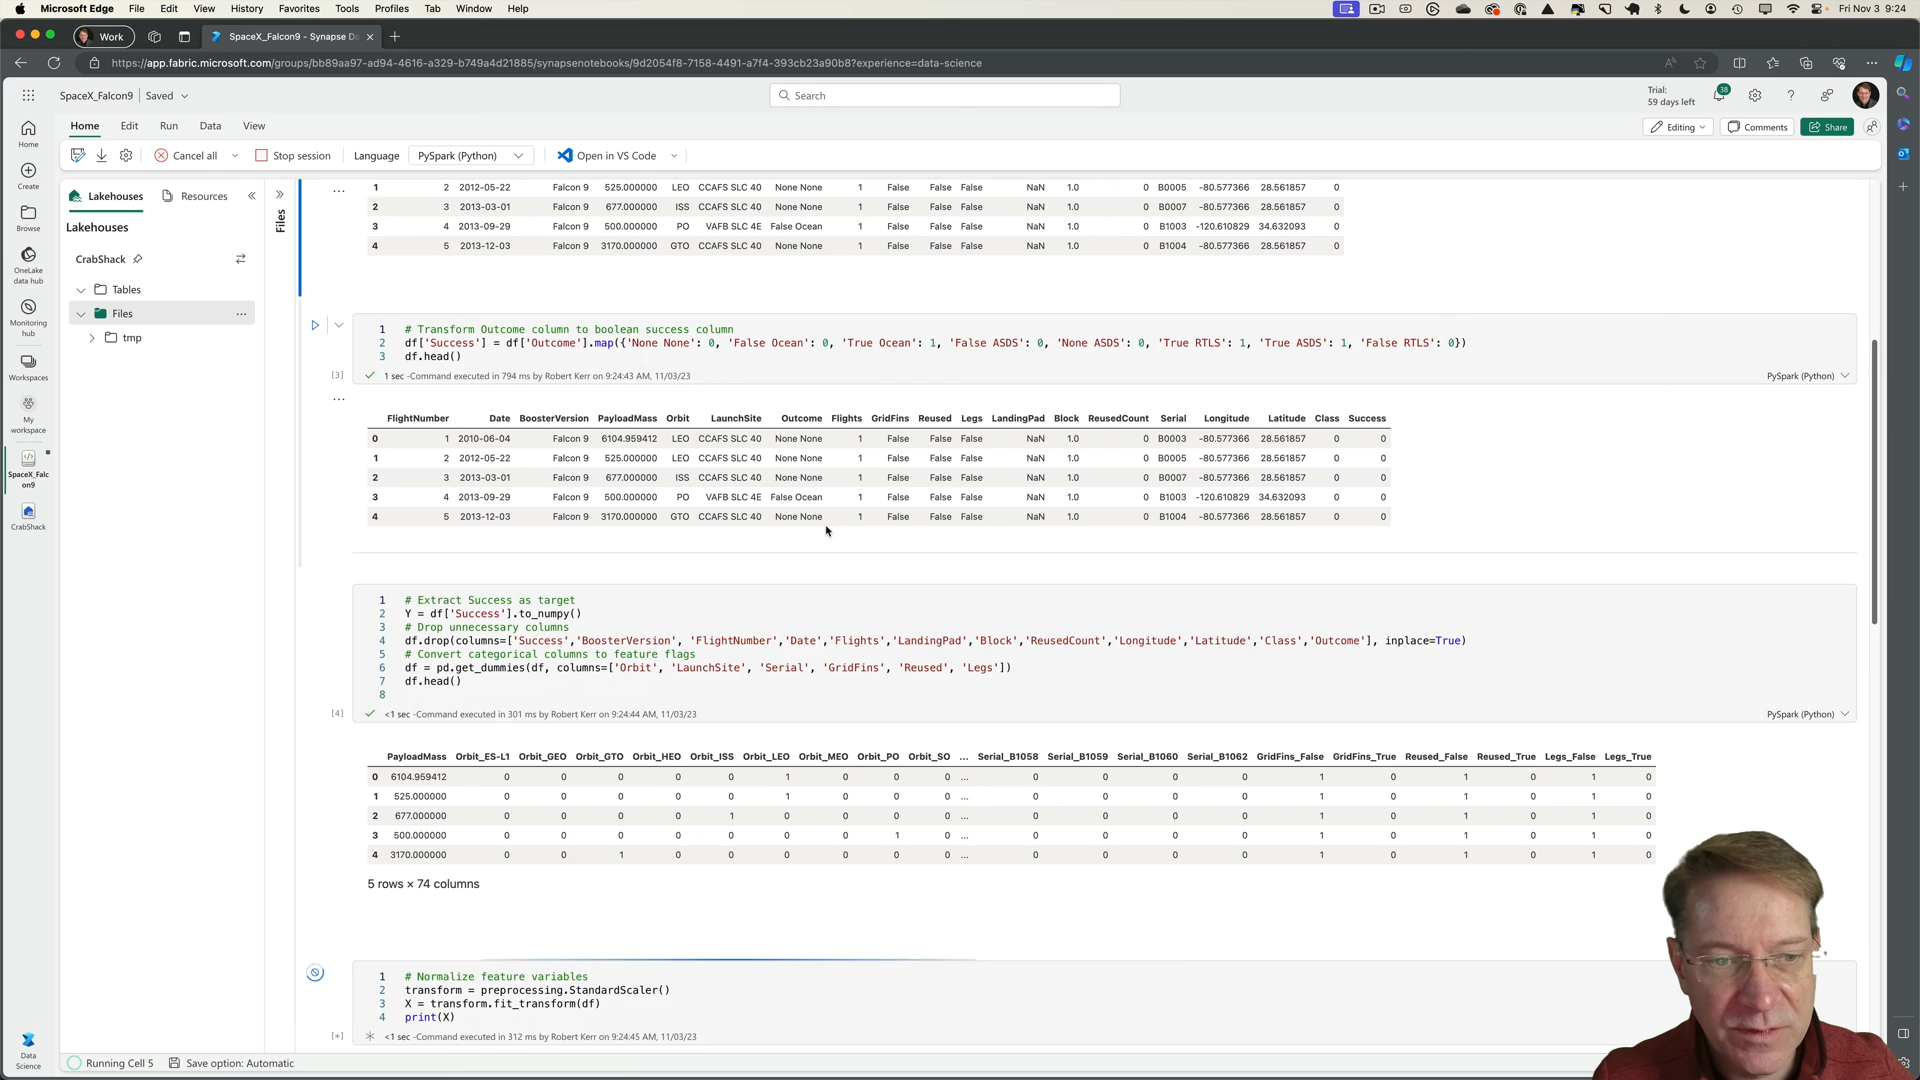 Microsoft Edge File Edit View History Favorites Tools Profiles Tab Window Help Fri Nov 3 9:24
Work SpaceX_Falcon9 - Synapse Da
https://app.fabric.microsoft.com/groups/bb89aa97-ad94-4616-a329-b749a4d21885/synapsenotebooks/9d2054f8-7158-4491-a7f4-393cb23a90b8?experience=data-science
SpaceX_Falcon9 Saved Search Trial: 59 days left 38
Home Edit Run Data View Editing Comments Share
Cancel all Stop session Language PySpark (Python) Open in VS Code
Home
Create
Browse
OneLake data hub
Monitoring hub
Workspaces
My workspace
SpaceX_Falcon9
CrabShack
Data Science
Lakehouses Resources
Lakehouses
CrabShack
Tables
Files
tmp
Files
1 2 2012-05-22 Falcon 9 525.000000 LEO CCAFS SLC 40 None None 1 False False False NaN 1.0 0 B0005 -80.577366 28.561857 0
2 3 2013-03-01 Falcon 9 677.000000 ISS CCAFS SLC 40 None None 1 False False False NaN 1.0 0 B0007 -80.577366 28.561857 0
3 4 2013-09-29 Falcon 9 500.000000 PO VAFB SLC 4E False Ocean 1 False False False NaN 1.0 0 B1003 -120.610829 34.632093 0
4 5 2013-12-03 Falcon 9 3170.000000 GTO CCAFS SLC 40 None None 1 False False False NaN 1.0 0 B1004 -80.577366 28.561857 0
1 # Transform Outcome column to boolean success column
2 df['Success'] = df['Outcome'].map({'None None': 0, 'False Ocean': 0, 'True Ocean': 1, 'False ASDS': 0, 'None ASDS': 0, 'True RTLS': 1, 'True ASDS': 1, 'False RTLS': 0})
3 df.head()
[3] 1 sec -Command executed in 794 ms by Robert Kerr on 9:24:43 AM, 11/03/23 PySpark (Python)
FlightNumber Date BoosterVersion PayloadMass Orbit LaunchSite Outcome Flights GridFins Reused Legs LandingPad Block ReusedCount Serial Longitude Latitude Class Success
0 1 2010-06-04 Falcon 9 6104.959412 LEO CCAFS SLC 40 None None 1 False False False NaN 1.0 0 B0003 -80.577366 28.561857 0 0
1 2 2012-05-22 Falcon 9 525.000000 LEO CCAFS SLC 40 None None 1 False False False NaN 1.0 0 B0005 -80.577366 28.561857 0 0
2 3 2013-03-01 Falcon 9 677.000000 ISS CCAFS SLC 40 None None 1 False False False NaN 1.0 0 B0007 -80.577366 28.561857 0 0
3 4 2013-09-29 Falcon 9 500.000000 PO VAFB SLC 4E False Ocean 1 False False False NaN 1.0 0 B1003 -120.610829 34.632093 0 0
4 5 2013-12-03 Falcon 9 3170.000000 GTO CCAFS SLC 40 None None 1 False False False NaN 1.0 0 B1004 -80.577366 28.561857 0 0
1 # Extract Success as target
2 Y = df['Success'].to_numpy()
3 # Drop unnecessary columns
4 df.drop(columns=['Success','BoosterVersion', 'FlightNumber','Date','Flights','LandingPad','Block','ReusedCount','Longitude','Latitude','Class','Outcome'], inplace=True)
5 # Convert categorical columns to feature flags
6 df = pd.get_dummies(df, columns=['Orbit', 'LaunchSite', 'Serial', 'GridFins', 'Reused', 'Legs'])
7 df.head()
8
[4] <1 sec -Command executed in 301 ms by Robert Kerr on 9:24:44 AM, 11/03/23 PySpark (Python)
PayloadMass Orbit_ES-L1 Orbit_GEO Orbit_GTO Orbit_HEO Orbit_ISS Orbit_LEO Orbit_MEO Orbit_PO Orbit_SO ... Serial_B1058 Serial_B1059 Serial_B1060 Serial_B1062 GridFins_False GridFins_True Reused_False Reused_True Legs_False Legs_True
0 6104.959412 0 0 0 0 0 1 0 0 0 ... 0 0 0 0 1 0 1 0 1 0
1 525.000000 0 0 0 0 0 1 0 0 0 ... 0 0 0 0 1 0 1 0 1 0
2 677.000000 0 0 0 0 1 0 0 0 0 ... 0 0 0 0 1 0 1 0 1 0
3 500.000000 0 0 0 0 0 0 0 1 0 ... 0 0 0 0 1 0 1 0 1 0
4 3170.000000 0 0 1 0 0 0 0 0 0 ... 0 0 0 0 1 0 1 0 1 0
5 rows × 74 columns
1 # Normalize feature variables
2 transform = preprocessing.StandardScaler()
3 X = transform.fit_transform(df)
4 print(X)
[*] <1 sec -Command executed in 312 ms by Robert Kerr on 9:24:45 AM, 11/03/23
Running Cell 5 Save option: Automatic